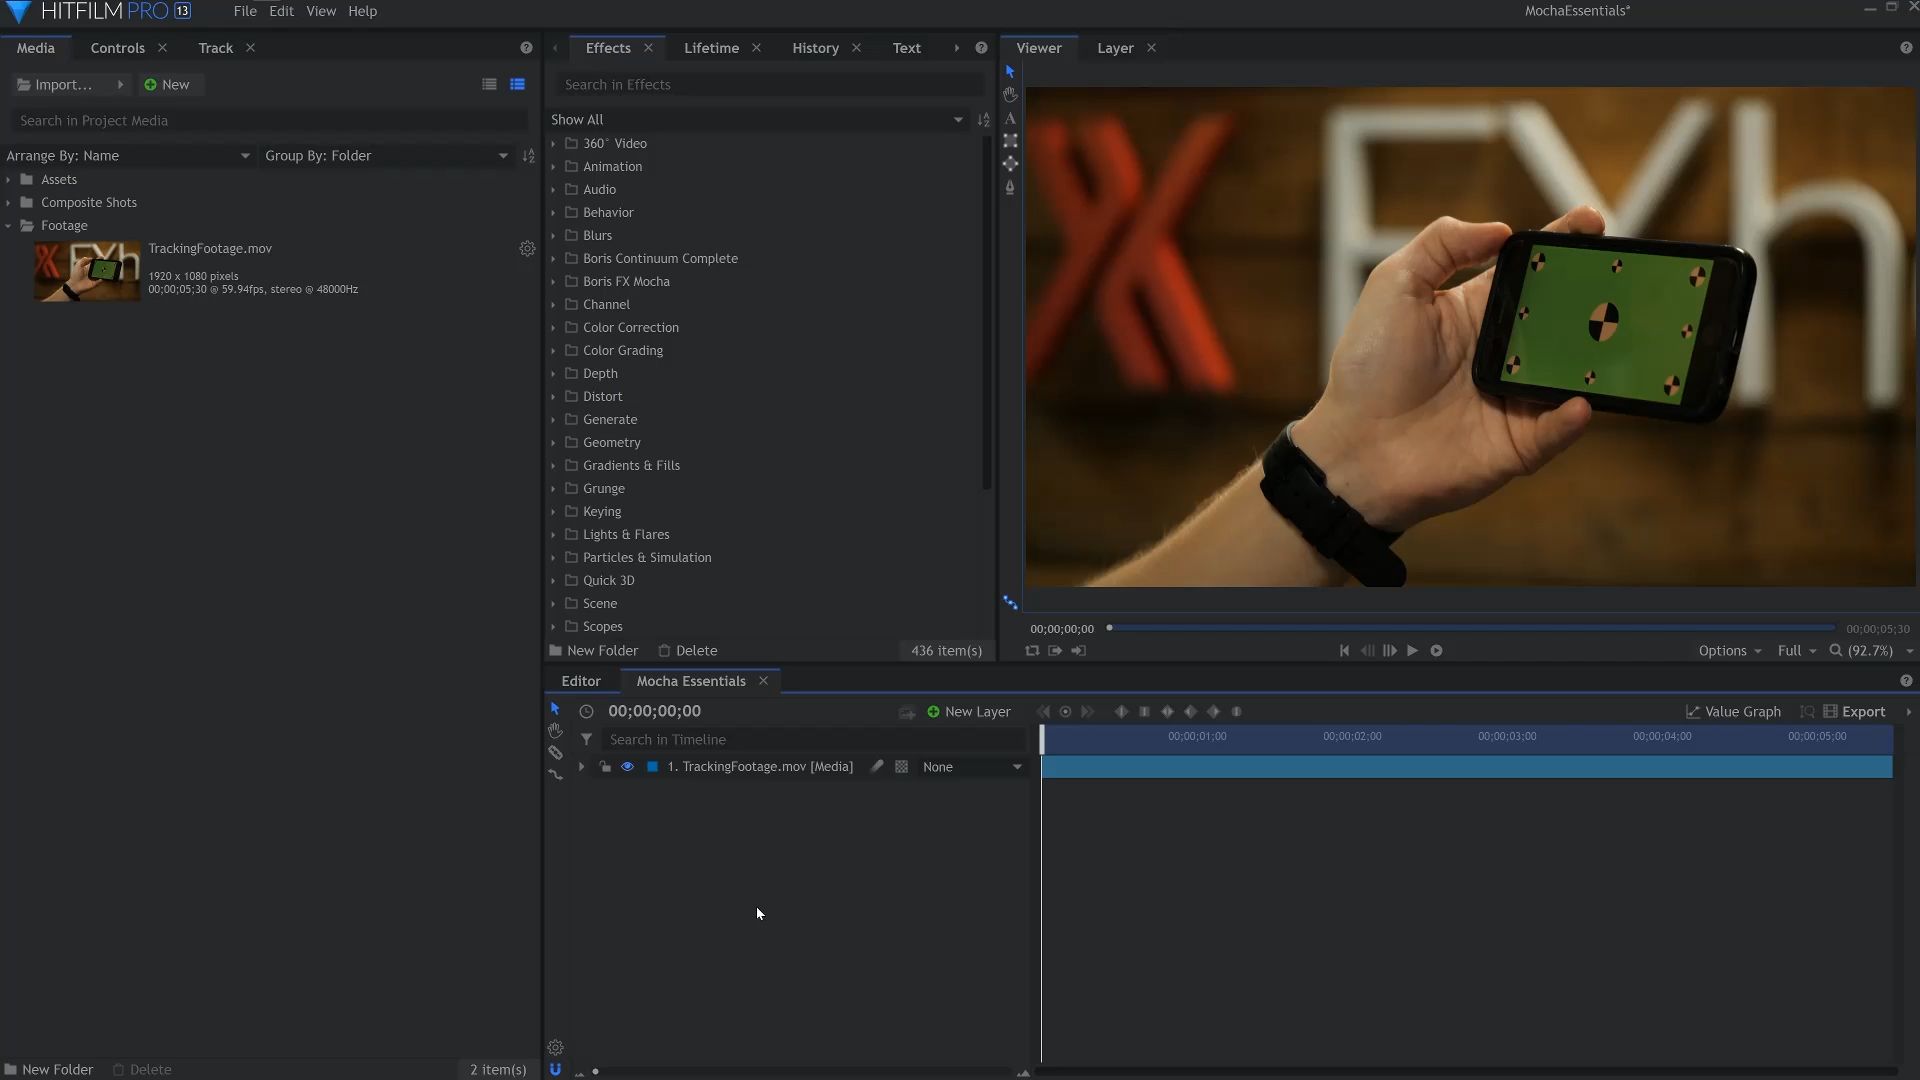 HITFILM PRO 13
File Edit View Help
MochaEssentials*
Media Controls Track
Import... New
Search in Project Media
Arrange By: Name Group By: Folder
Assets
Composite Shots
Footage
TrackingFootage.mov
1920 x 1080 pixels
00;00;05;30 @ 59.94fps, stereo @ 48000Hz
New Folder Delete 2 item(s)
Effects Lifetime History Text
Search in Effects
Show All
360° Video
Animation
Audio
Behavior
Blurs
Boris Continuum Complete
Boris FX Mocha
Channel
Color Correction
Color Grading
Depth
Distort
Generate
Geometry
Gradients & Fills
Grunge
Keying
Lights & Flares
Particles & Simulation
Quick 3D
Scene
Scopes
New Folder Delete 436 item(s)
Viewer Layer
FXh
00;00;00;00 00;00;05;30
Options Full (92.7%)
Editor Mocha Essentials
00;00;00;00 New Layer Value Graph Export
Search in Timeline 00;00;01;00 00;00;02;00 00;00;03;00 00;00;04;00 00;00;05;00
1. TrackingFootage.mov [Media] None